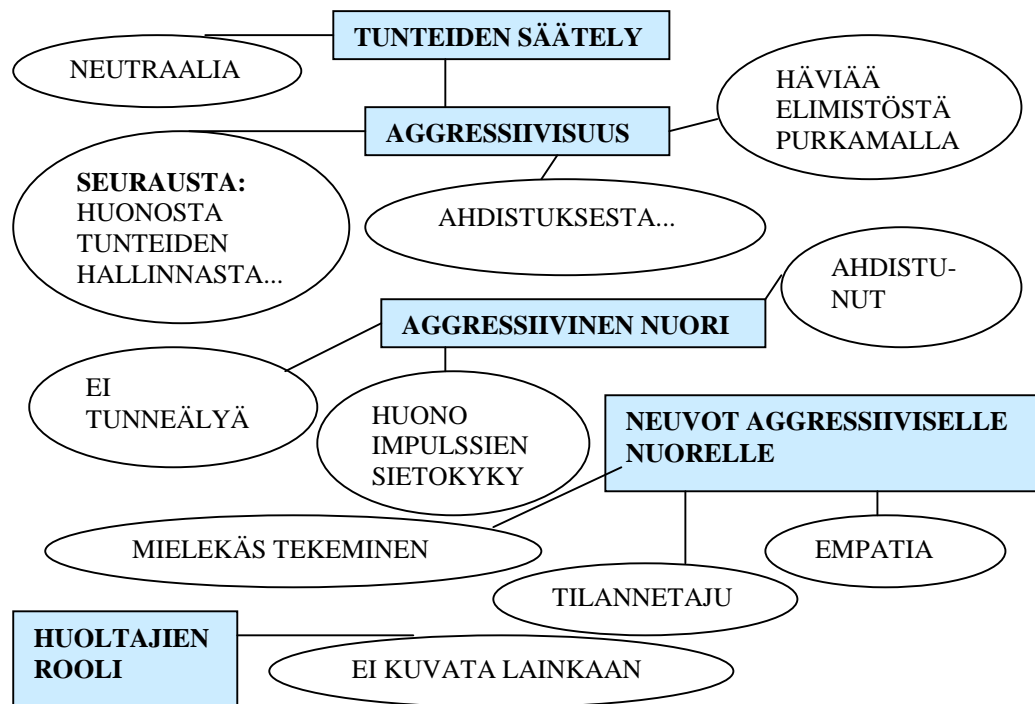 TUNTEIDEN SÄÄTELY
NEUTRAALIA
HÄVIÄÄ
ELIMISTÖSTÄ
PURKAMALLA
AGGRESSIIVISUUS
SEURAUSTA:
HUONOSTA
TUNTEIDEN
HALLINNASTA...
AHDISTUKSESTA...
AHDISTU-
NUT
AGGRESSIIVINEN NUORI
EI
TUNNEÄLYÄ
HUONO
IMPULSSIEN
SIETOKYKY
NEUVOT AGGRESSIIVISELLE
NUORELLE
MIELEKÄS TEKEMINEN
EMPATIA
TILANNETAJU
HUOLTAJIEN
ROOLI
EI KUVATA LAINKAAN